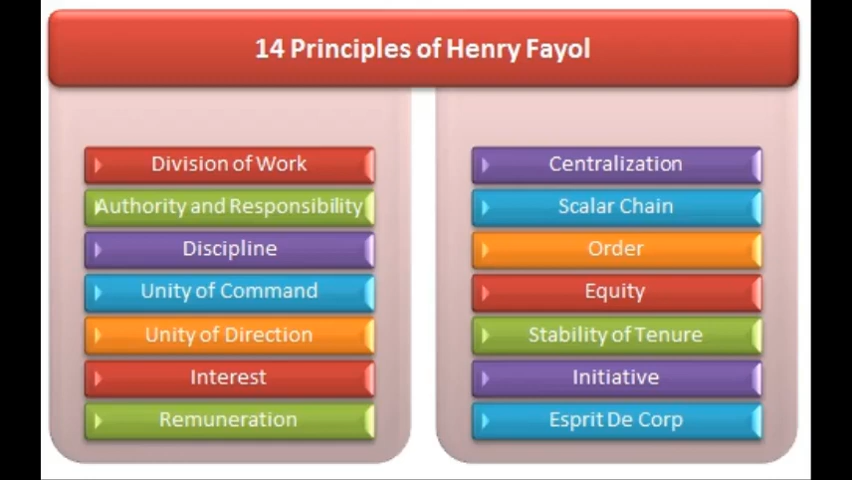 14 Principles of Henry Fayol
Division of Work
Authority and Responsibility
Discipline
Unity of Command
Unity of Direction
Interest
Remuneration
Centralization
Scalar Chain
Order
Equity
Stability of Tenure
Initiative
Esprit De Corp